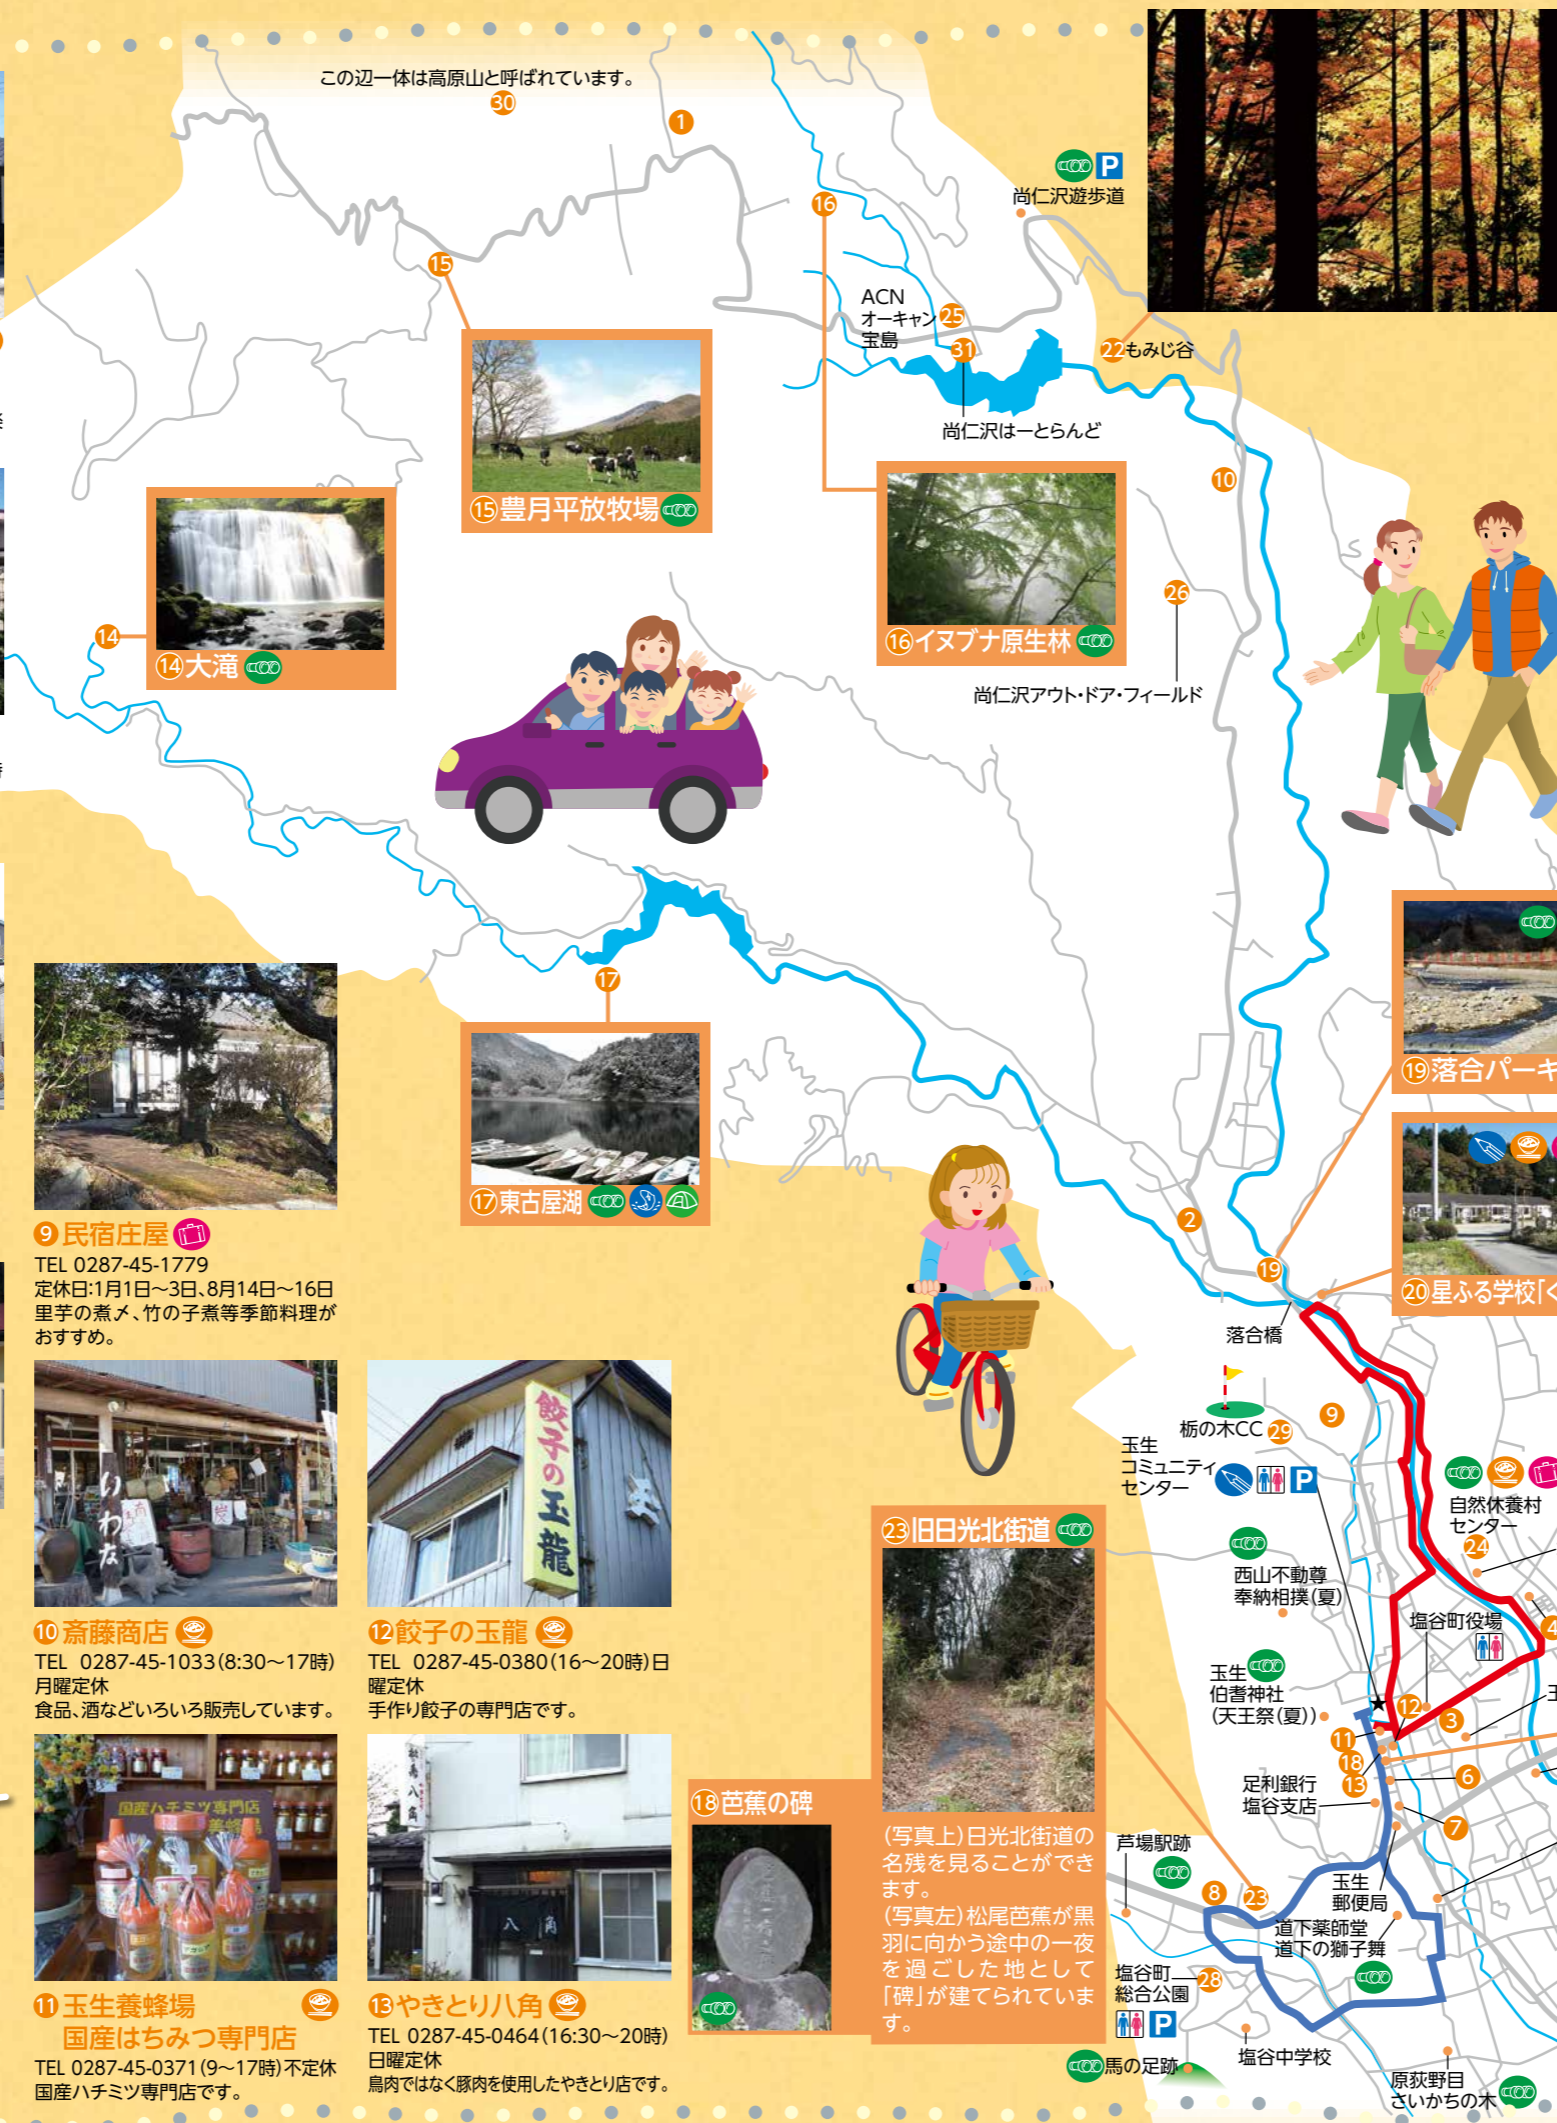 この辺一体は高原山と呼ばれています。
30
1
16
尚仁沢遊歩道
P
15
ACN
オーキャン
宝島
25
31
22もみじ谷
尚仁沢はーとらんど
10
⑮豊月平放牧場
14
⑭大滝
⑯イヌブナ原生林
26
尚仁沢アウト・ドア・フィールド
17
⑰東古屋湖
⑲落合パーキ
⑳星ふる学校「く
2
19
落合橋
栃の木CC 29
9
玉生
コミュニティ
センター
P
自然休養村
センター
24
西山不動尊
奉納相撲(夏)
塩谷町役場
4
玉生
伯耆神社
(天王祭(夏))
★
12
3
11
18
13
6
7
足利銀行
塩谷支店
芦場駅跡
8
23
玉生
郵便局
道下薬師堂
道下の獅子舞
塩谷町
総合公園
28
P
塩谷中学校
馬の足跡
原荻野目
さいかちの木
❾民宿庄屋
TEL 0287-45-1779
定休日:1月1日～3日、8月14日～16日
里芋の煮〆、竹の子煮等季節料理が
おすすめ。
いわな
❿斎藤商店
TEL 0287-45-1033(8:30～17時)
月曜定休
食品、酒などいろいろ販売しています。
餃子の玉龍
⓬餃子の玉龍
TEL 0287-45-0380(16～20時)日
曜定休
手作り餃子の専門店です。
国産ハチミツ専門店
⓫玉生養蜂場
国産はちみつ専門店
TEL 0287-45-0371(9～17時)不定休
国産ハチミツ専門店です。
八角
⓭やきとり八角
TEL 0287-45-0464(16:30～20時)
日曜定休
鳥肉ではなく豚肉を使用したやきとり店です。
㉓旧日光北街道
⑱芭蕉の碑
(写真上)日光北街道の
名残を見ることができ
ます。
(写真左)松尾芭蕉が黒
羽に向かう途中の一夜
を過ごした地として
「碑」が建てられていま
す。